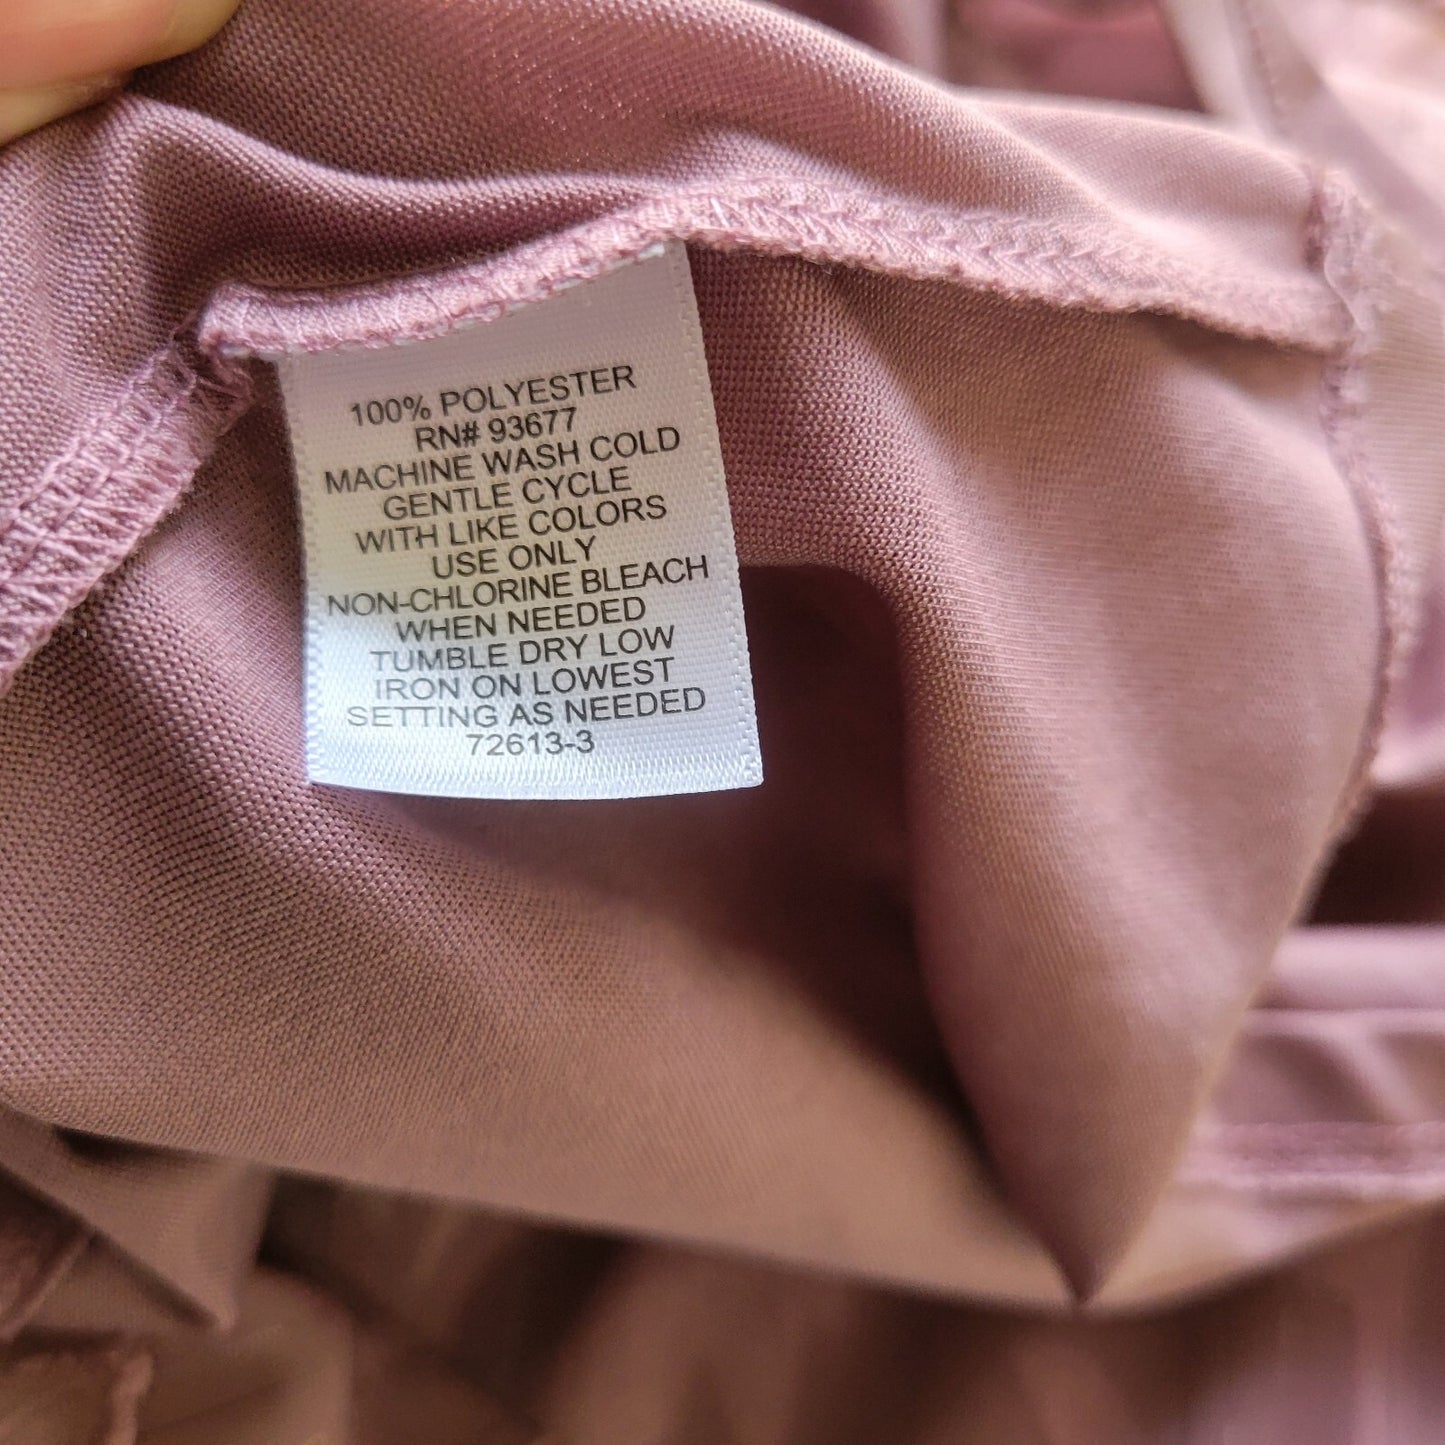 100% POLYESTER
RN# 93677
MACHINE WASH COLD
GENTLE CYCLE
WITH LIKE COLORS
USE ONLY
NON-CHLORINE BLEACH
WHEN NEEDED
TUMBLE DRY LOW
IRON ON LOWEST
SETTING AS NEEDED
72613-3